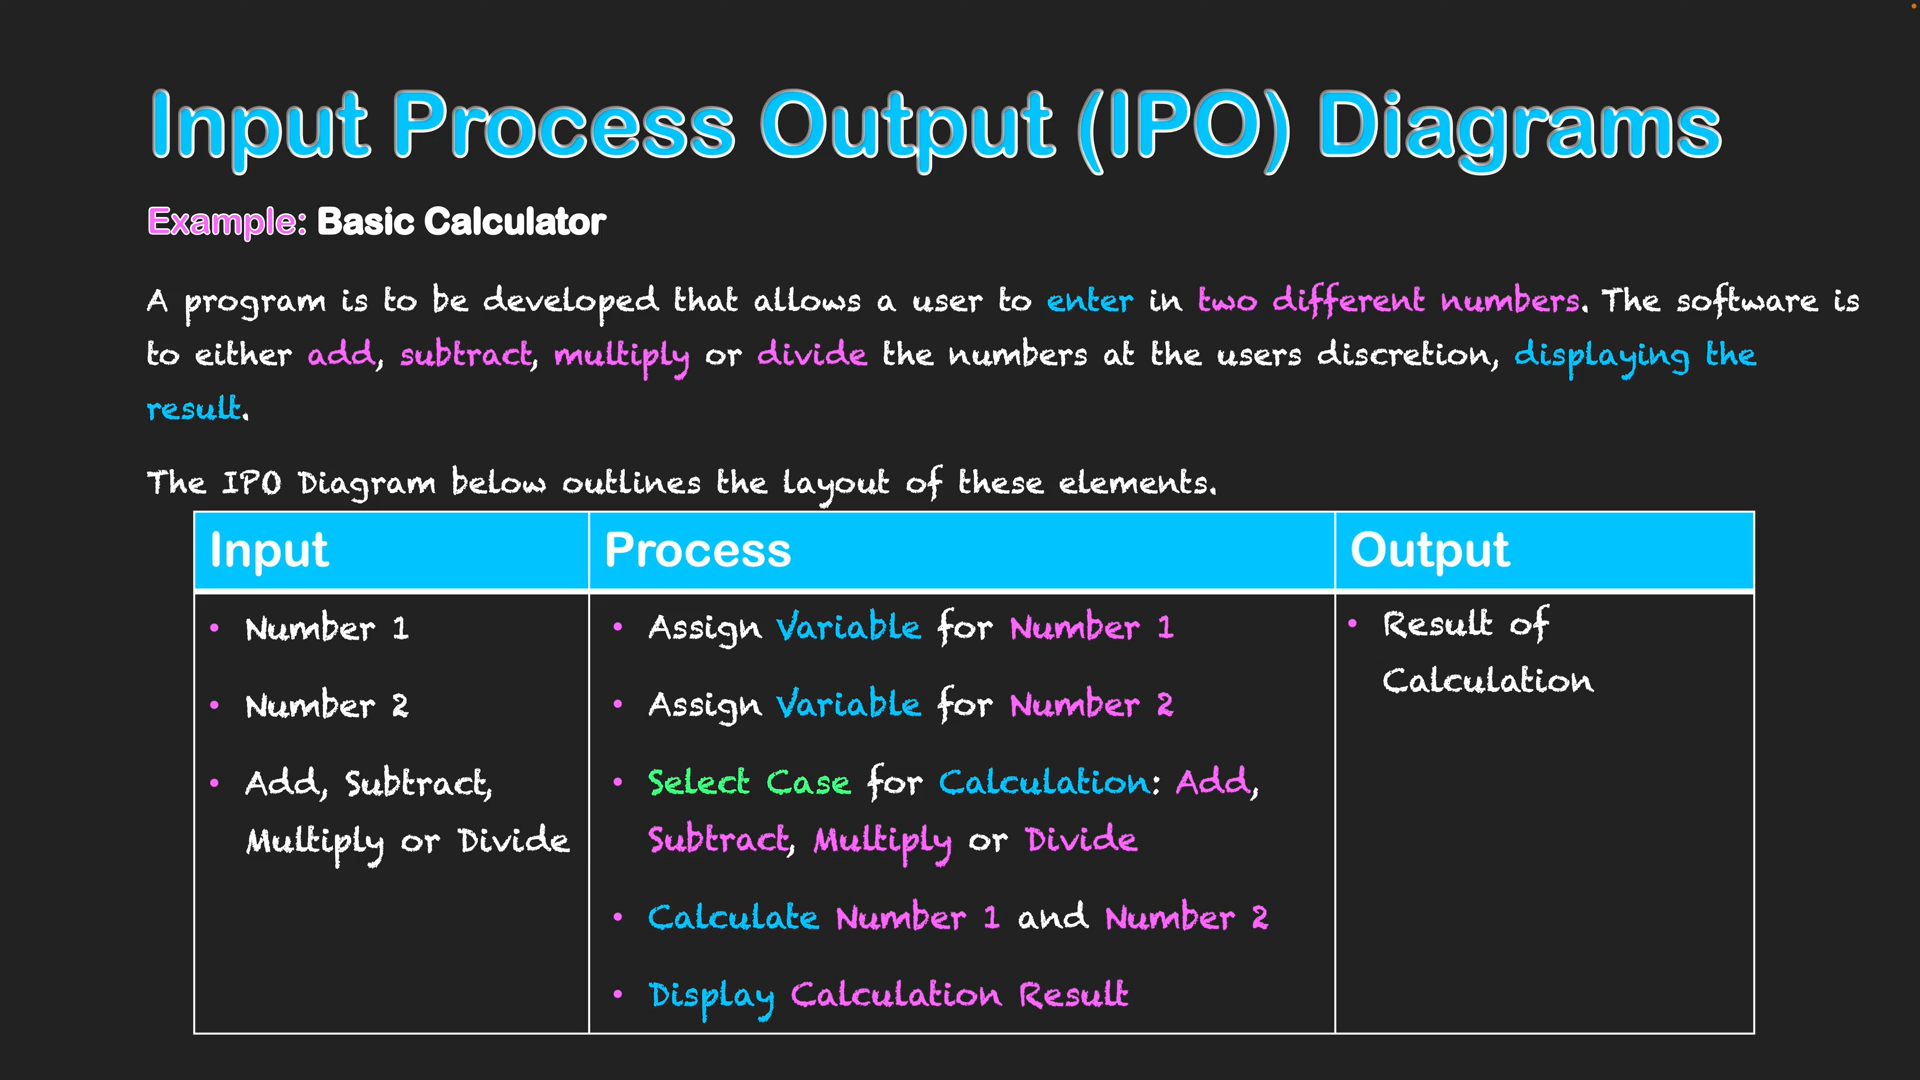 Input Process Output (IPO) Diagrams
Example: Basic Calculator
A program is to be developed that allows a user to enter in two different numbers. The software is
to either add, subtract, multiply or divide the numbers at the users discretion, displaying the
result.
The IPO Diagram below outlines the layout of these elements.
Input
• Number 1
• Number 2
• Add, Subtract,
Multiply or Divide
Process
• Assign Variable for Number 1
• Assign Variable for Number 2
• Select Case for Calculation: Add,
Subtract, Multiply or Divide
• Calculate Number 1 and Number 2
• Display Calculation Result
Output
• Result of
Calculation